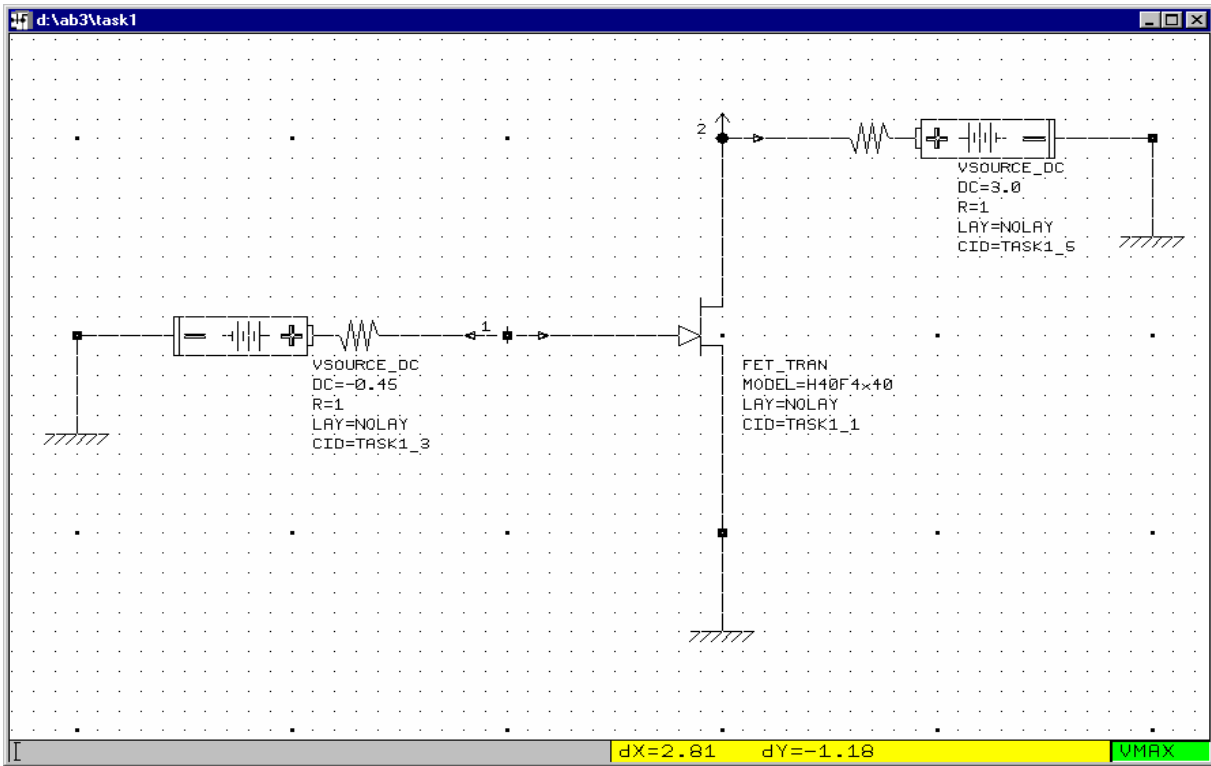 d:\ab3\task1
2
VSOURCE_DC
DC=3.0
R=1
LAY=NOLAY
CID=TASK1_5
1
VSOURCE_DC
DC=-0.45
R=1
LAY=NOLAY
CID=TASK1_3
FET_TRAN
MODEL=H40F4x40
LAY=NOLAY
CID=TASK1_1
dX=2.81 dY=-1.18
VMAX